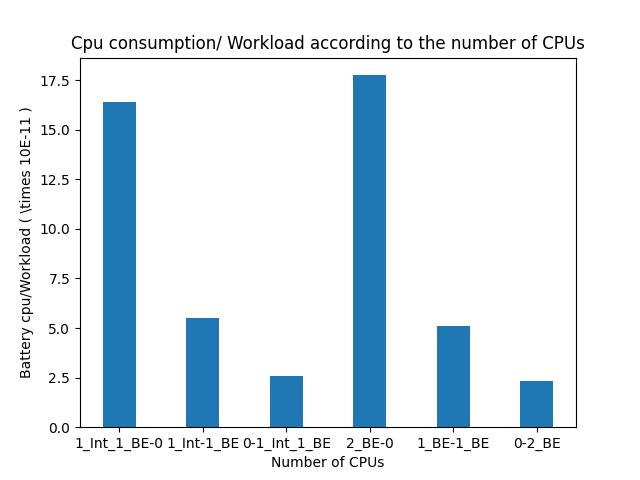 Cpu consumption/ Workload according to the number of CPUs
Battery cpu/Workload ( \times 10E-11 )
17.5
15.0
12.5
10.0
7.5
5.0
2.5
0.0
1_Int_1_BE-0 1_Int-1_BE 0-1_Int_1_BE 2_BE-0 1_BE-1_BE 0-2_BE
Number of CPUs